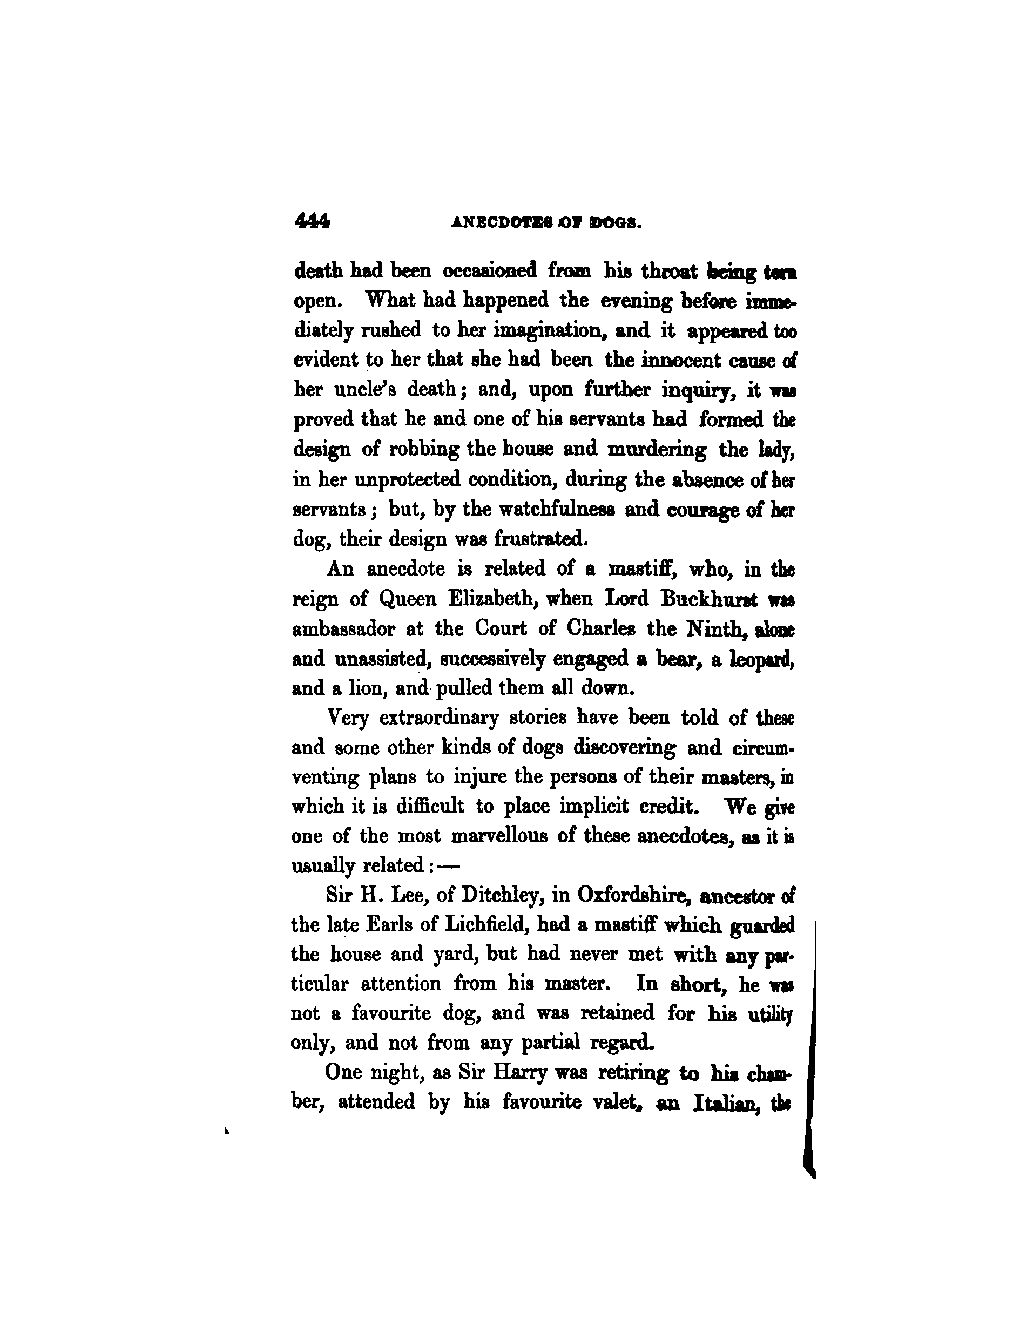 444 ANECDOTES OF DOGS.
death had been occasioned from his throat being torn
open. What had happened the evening before imme-
diately rushed to her imagination, and it appeared too
evident to her that she had been the innocent cause of
her uncle's death; and, upon further inquiry, it was
proved that he and one of his servants had formed the
design of robbing the house and murdering the lady,
in her unprotected condition, during the absence of her
servants; but, by the watchfulness and courage of her
dog, their design was frustrated.
An anecdote is related of a mastiff, who, in the
reign of Queen Elizabeth, when Lord Buckhurst was
ambassador at the Court of Charles the Ninth, alone
and unassisted, successively engaged a bear, a leopard,
and a lion, and pulled them all down.
Very extraordinary stories have been told of these
and some other kinds of dogs discovering and circum-
venting plans to injure the persons of their masters, in
which it is difficult to place implicit credit. We give
one of the most marvellous of these anecdotes, as it is
usually related:—
Sir H. Lee, of Ditchley, in Oxfordshire, ancestor of
the late Earls of Lichfield, had a mastiff which guarded
the house and yard, but had never met with any par-
ticular attention from his master. In short, he was
not a favourite dog, and was retained for his utility
only, and not from any partial regard.
One night, as Sir Harry was retiring to his cham-
ber, attended by his favourite valet, an Italian, the